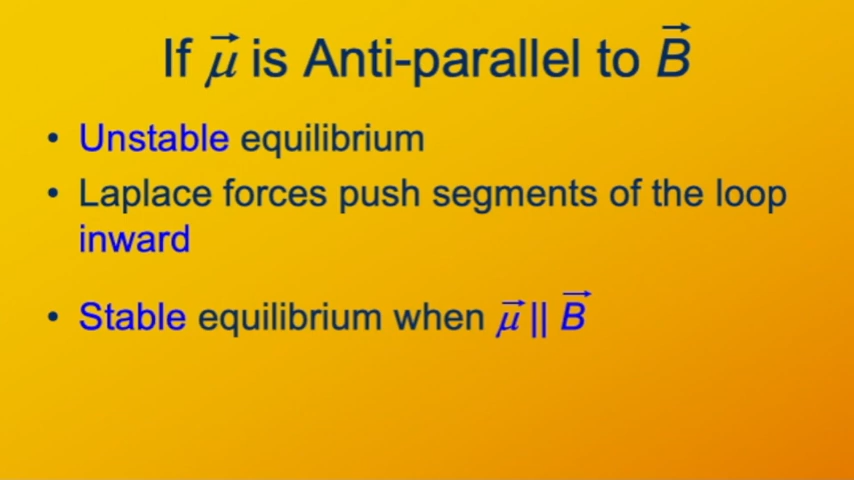 If μ⃗ is Anti-parallel to B⃗
• Unstable equilibrium
• Laplace forces push segments of the loop
inward
• Stable equilibrium when μ⃗ || B⃗